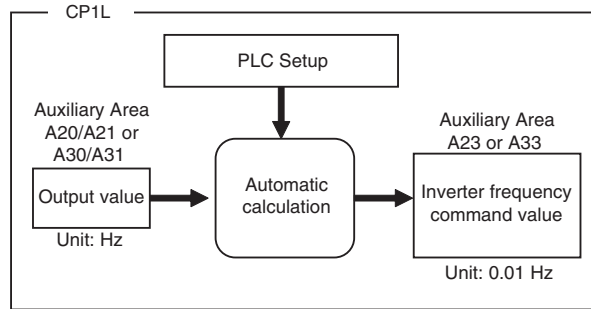 CP1L
PLC Setup
Auxiliary Area
A20/A21 or
A30/A31
Output value
Unit: Hz
Automatic
calculation
Auxiliary Area
A23 or A33
Inverter frequency
command value
Unit: 0.01 Hz